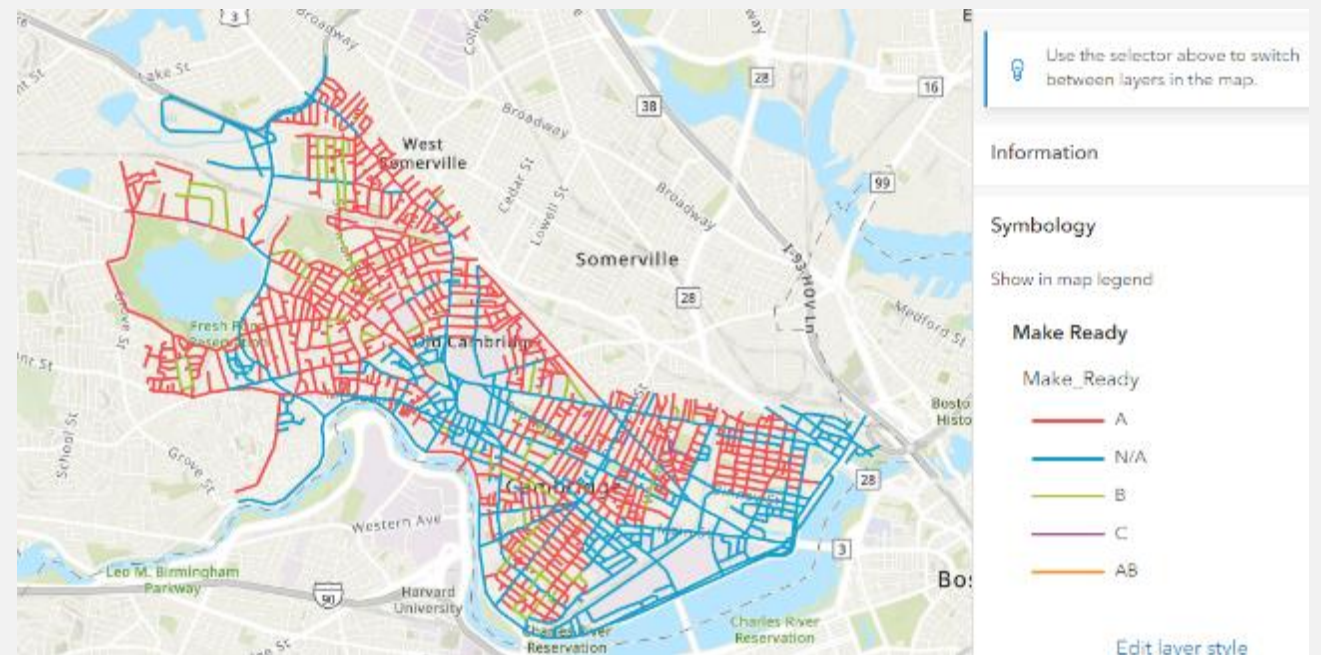 3
Broadway
Lake St
West
Somerville
Broadway
Cedar St
Lowell St
Broadway
38
28
16
99
I-93 HOV Ln
Somerville
28
Medford St
Fresh Pond
Reservation
Old Cambridge
School St
Grove St
Grove St
Cambridge
Western Ave
28
3
Leo M. Birmingham
Parkway
90
Harvard
University
Charles River
Reservation
Charles River
Reservation
Use the selector above to switch
between layers in the map.
Information
Symbology
Show in map legend
Make Ready
Make_Ready
A
N/A
B
C
AB
Edit layer style